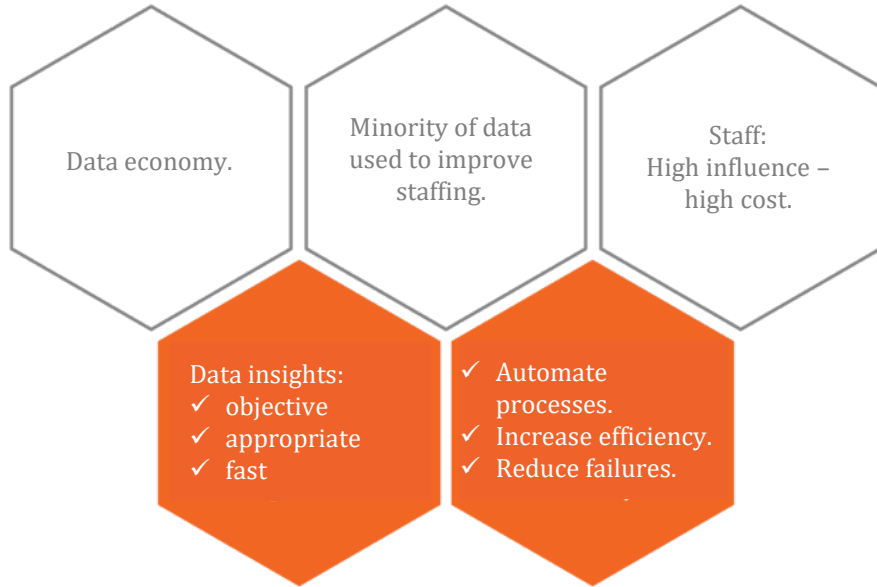 Data economy.
Minority of data
used to improve
staffing.
Staff:
High influence –
high cost.
Data insights:
✓ objective
✓ appropriate
✓ fast
✓ Automate
processes.
✓ Increase efficiency.
✓ Reduce failures.